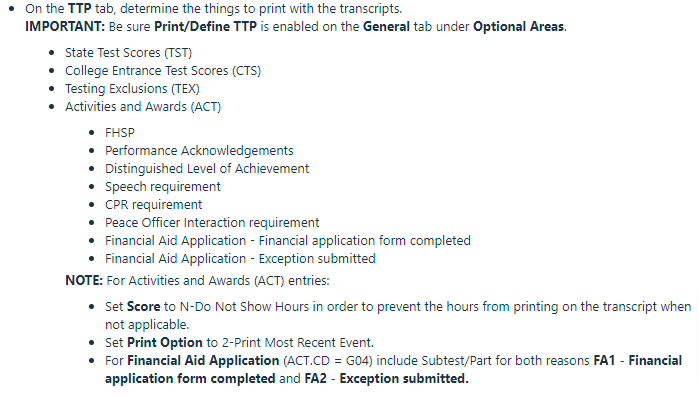 On the TTP tab, determine the things to print with the transcripts.
IMPORTANT: Be sure Print/Define TTP is enabled on the General tab under Optional Areas.
State Test Scores (TST)
College Entrance Test Scores (CTS)
Testing Exclusions (TEX)
Activities and Awards (ACT)
FHSP
Performance Acknowledgements
Distinguished Level of Achievement
Speech requirement
CPR requirement
Peace Officer Interaction requirement
Financial Aid Application - Financial application form completed
Financial Aid Application - Exception submitted
NOTE: For Activities and Awards (ACT) entries:
Set Score to N-Do Not Show Hours in order to prevent the hours from printing on the transcript when
not applicable.
Set Print Option to 2-Print Most Recent Event.
For Financial Aid Application (ACT.CD = G04) include Subtest/Part for both reasons FA1 - Financial
application form completed and FA2 - Exception submitted.